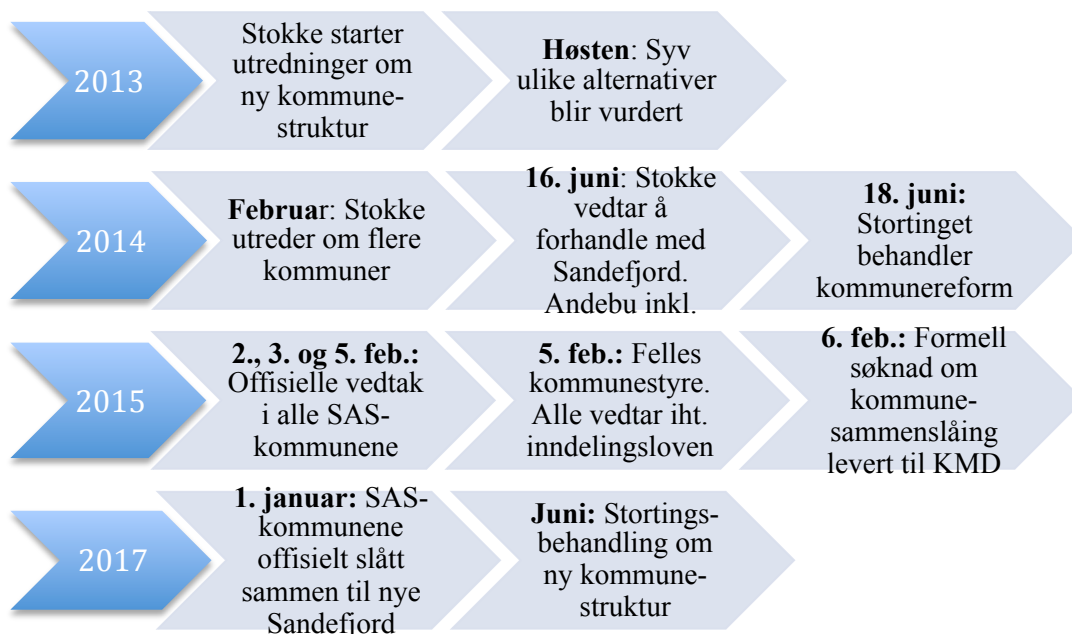 2013
Stokke starter
utredninger om
ny kommune-
struktur
Høsten: Syv
ulike alternativer
blir vurdert
2014
Februar: Stokke
utreder om flere
kommuner
16. juni: Stokke
vedtar å
forhandle med
Sandefjord.
Andebu inkl.
18. juni:
Stortinget
behandler
kommunereform
2015
2., 3. og 5. feb.:
Offisielle vedtak
i alle SAS-
kommunene
5. feb.: Felles
kommunestyre.
Alle vedtar iht.
inndelingsloven
6. feb.: Formell
søknad om
kommune-
sammenslåing
levert til KMD
2017
1. januar: SAS-
kommunene
offisielt slått
sammen til nye
Sandefjord
Juni: Stortings-
behandling om
ny kommune-
struktur